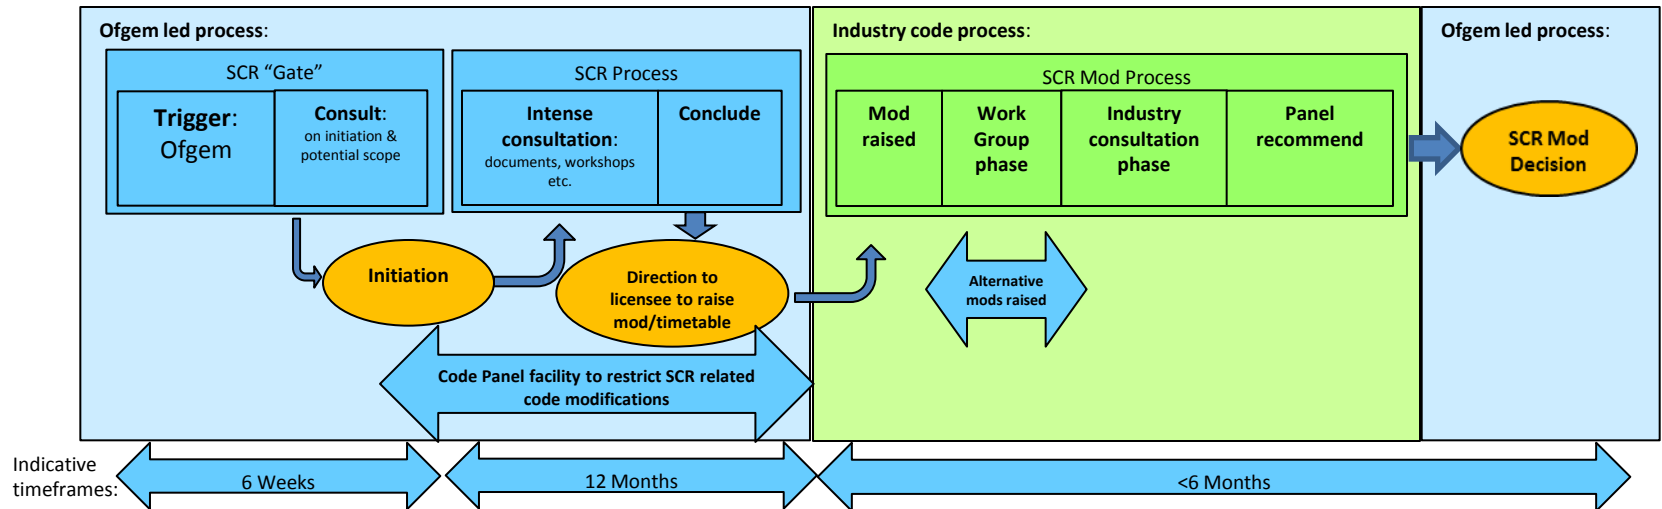 Ofgem led process:
SCR “Gate”
Trigger:
Ofgem
Consult:
on initiation &
potential scope
SCR Process
Intense
consultation:
documents, workshops
etc.
Conclude
Initiation
Direction to
licensee to raise
mod/timetable
Code Panel facility to restrict SCR related
code modifications
Industry code process:
SCR Mod Process
Mod
raised
Work
Group
phase
Industry
consultation
phase
Panel
recommend
Alternative
mods raised
Ofgem led process:
SCR Mod
Decision
Indicative
timeframes:
6 Weeks
12 Months
<6 Months